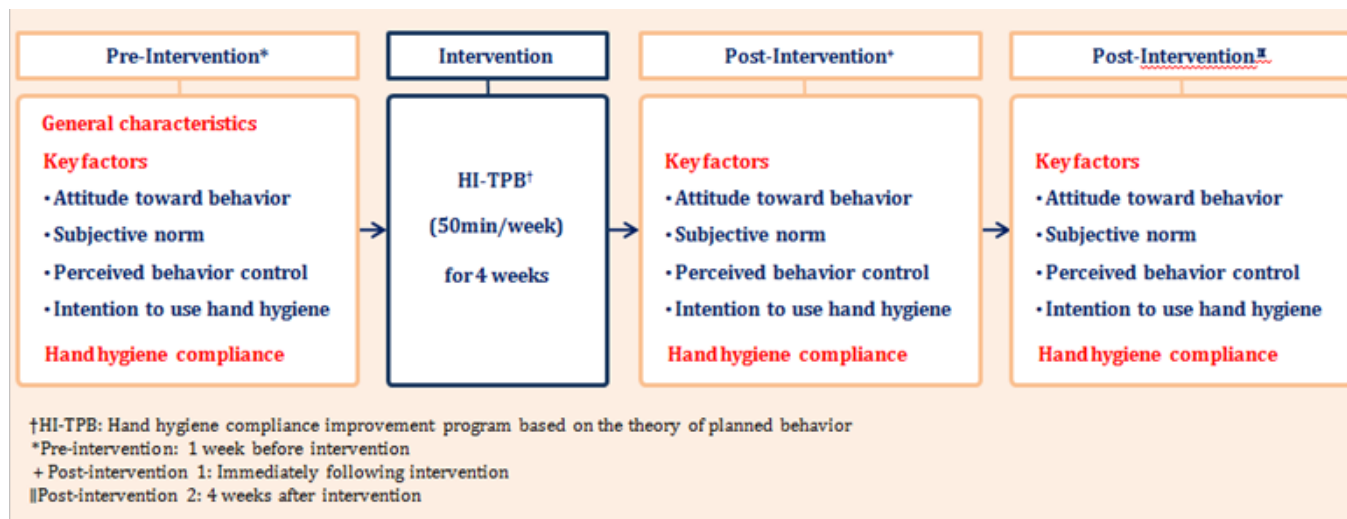 Pre-Intervention*
Intervention
Post-Intervention+
Post-Intervention
General characteristics
Key factors
•Attitude toward behavior
•Subjective norm
•Perceived behavior control
•Intention to use hand hygiene
Hand hygiene compliance
HI-TPB†
(50min/week)
for 4 weeks
Key factors
•Attitude toward behavior
•Subjective norm
•Perceived behavior control
•Intention to use hand hygiene
Hand hygiene compliance
Key factors
•Attitude toward behavior
•Subjective norm
•Perceived behavior control
•Intention to use hand hygiene
Hand hygiene compliance
†HI-TPB: Hand hygiene compliance improvement program based on the theory of planned behavior
*Pre-intervention: 1 week before intervention
+ Post-intervention 1: Immediately following intervention
ǁPost-intervention 2: 4 weeks after intervention